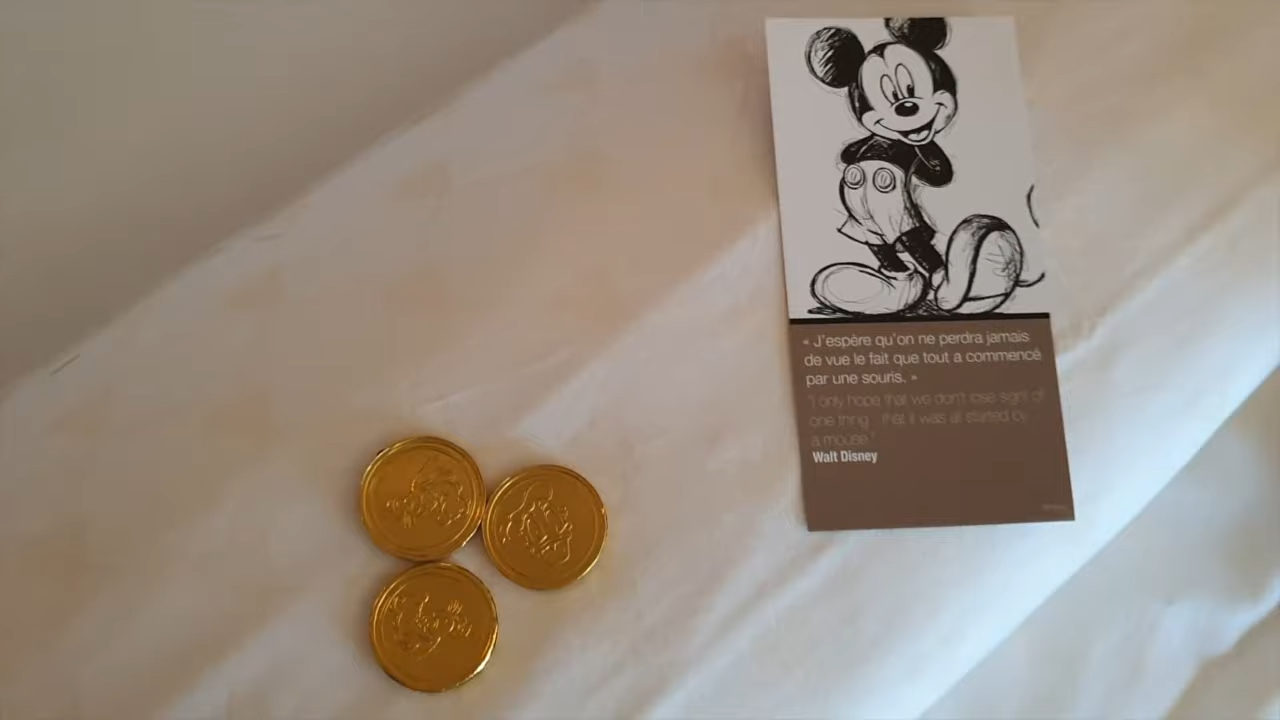 « J'espère qu'on ne perdra jamais
de vue le fait que tout a commencé
par une souris. »
"I only hope that we don't lose sight of
one thing that it was all started by
a mouse"
Walt Disney